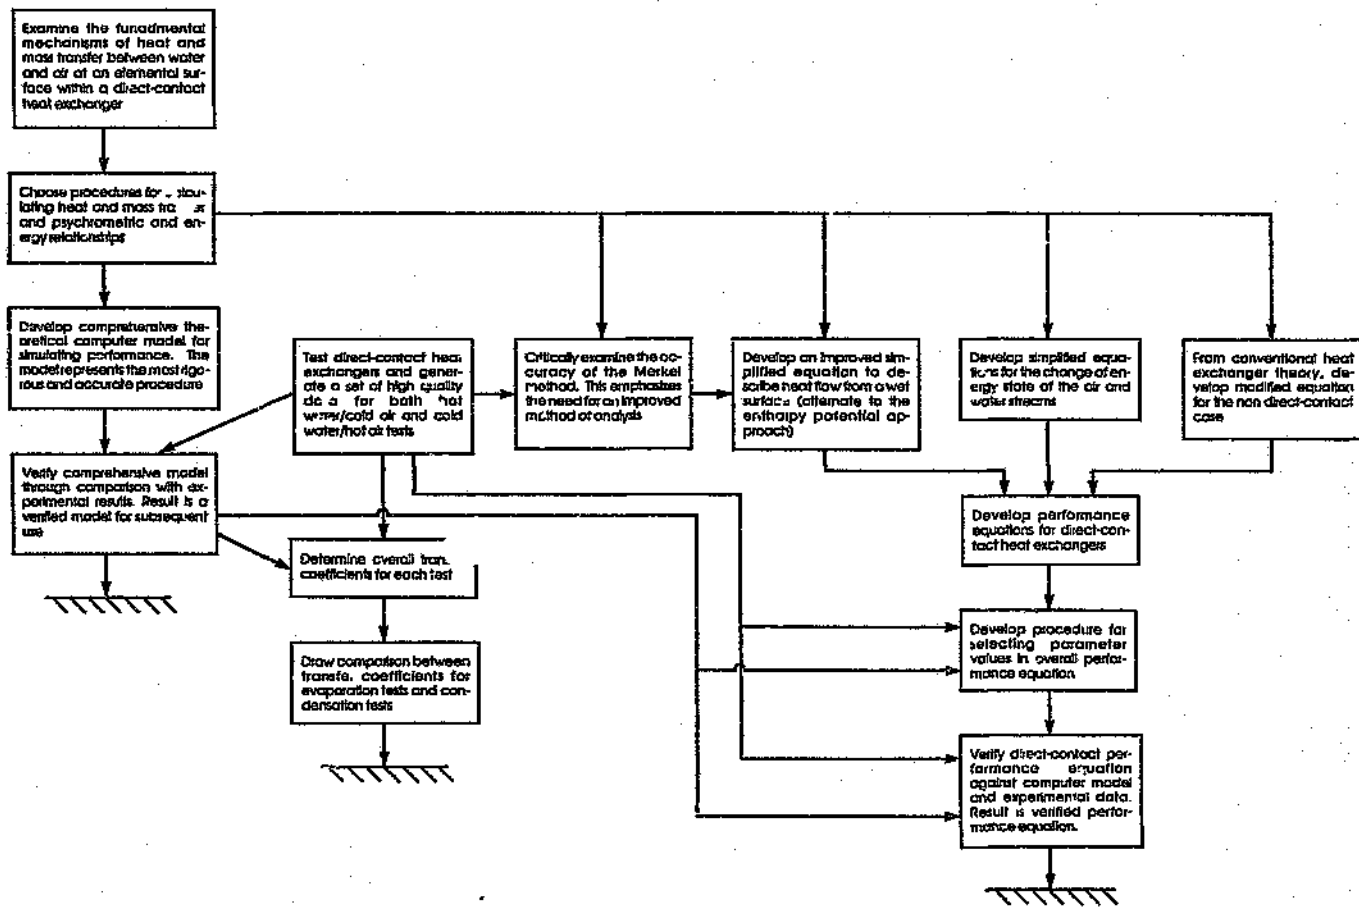 Examine the funadmental
mechanisms of heat and
mass transfer between water
and air at an elemental sur-
face within a direct-contact
heat exchanger
Choose procedures for
lating heat and mass
and psychrometric and en-
ergy relationships
Develop comprehensive the-
oretical computer model for
simulating performance. The
model represents the most rigo-
rous and accurate procedure
Verify comprehensive model
through comparison with ex-
perimental results. Result is a
verified model for subsequent
use
Test direct-contact heat
exchangers and gener-
ate a set of high quality
for both hot
water/cold air and cold
water/hot air tests
Determine overall
coefficients for each test
Draw comparison between
coefficients for
evaporation tests and con-
densation tests
Critically examine the ac-
curacy of the Merkel
method. This emphasizes
the need for an improved
method of analysis
Develop an improved sim-
plified equation to de-
scribe heat flow from a wet
surface (alternate to the
enthalpy potential ap-
proach)
Develop simplified equa-
tions for the change of en-
ergy state of the air and
water streams
From conventional heat
exchanger theory, de-
velop modified equation
for the non direct-contact
case
Develop performance
equations for direct-con-
tact heat exchangers
Develop procedure for
selecting parameter
values in overall perfor-
mance equation
Verify direct-contact per-
formance equation
against computer model
and experimental data.
Result is verified perfor-
mance equation.